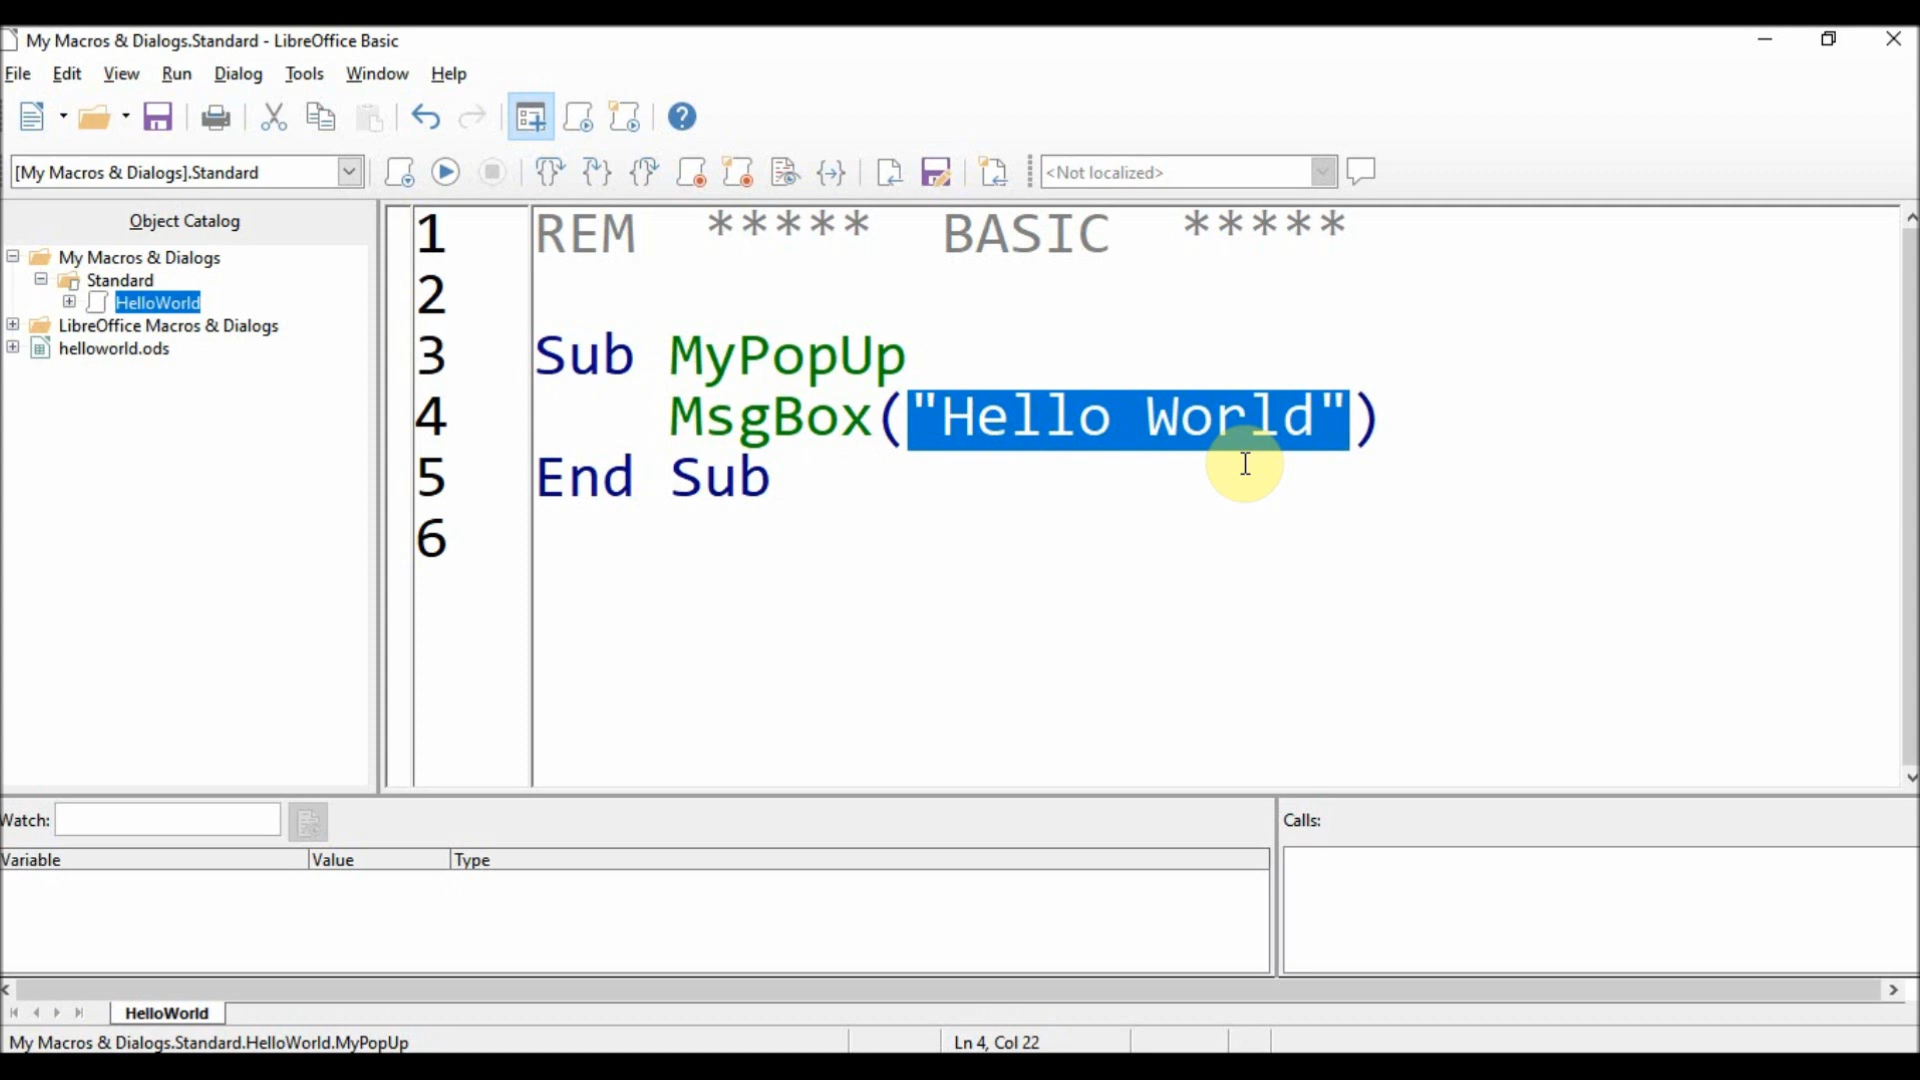 My Macros & Dialogs.Standard - LibreOffice Basic
File Edit View Run Dialog Tools Window Help
[My Macros & Dialogs].Standard
<Not localized>
Object Catalog
My Macros & Dialogs
Standard
HelloWorld
LibreOffice Macros & Dialogs
helloworld.ods
1 REM ***** BASIC *****
2
3 Sub MyPopUp
4 MsgBox("Hello World")
5 End Sub
6
Watch:
Calls:
Variable Value Type
HelloWorld
My Macros & Dialogs.Standard.HelloWorld.MyPopUp
Ln 4, Col 22